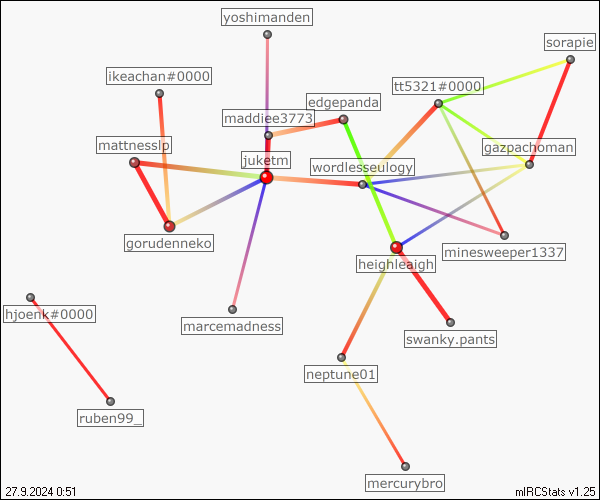 yoshimanden
sorapie
ikeachan#0000
tt5321#0000
edgepanda
maddiee3773
mattnesslp
gazpachoman
juketm
wordlesseulogy
gorudenneko
minesweeper1337
heighleaigh
hjoenk#0000
marcemadness
swanky.pants
neptune01
ruben99_
mercurybro
27.9.2024 0:51
mIRCStats v1.25